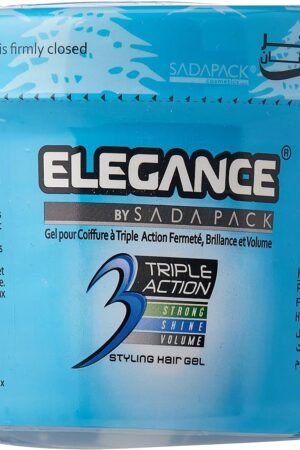 is firmly closed
SADAPACK®
cosmetics
ELEGANCE®
BY SADA PACK
Gel pour Coiffure à Triple Action Fermeté, Brillance et Volume
3 TRIPLE
ACTION
STRONG
SHINE
VOLUME
STYLING HAIR GEL